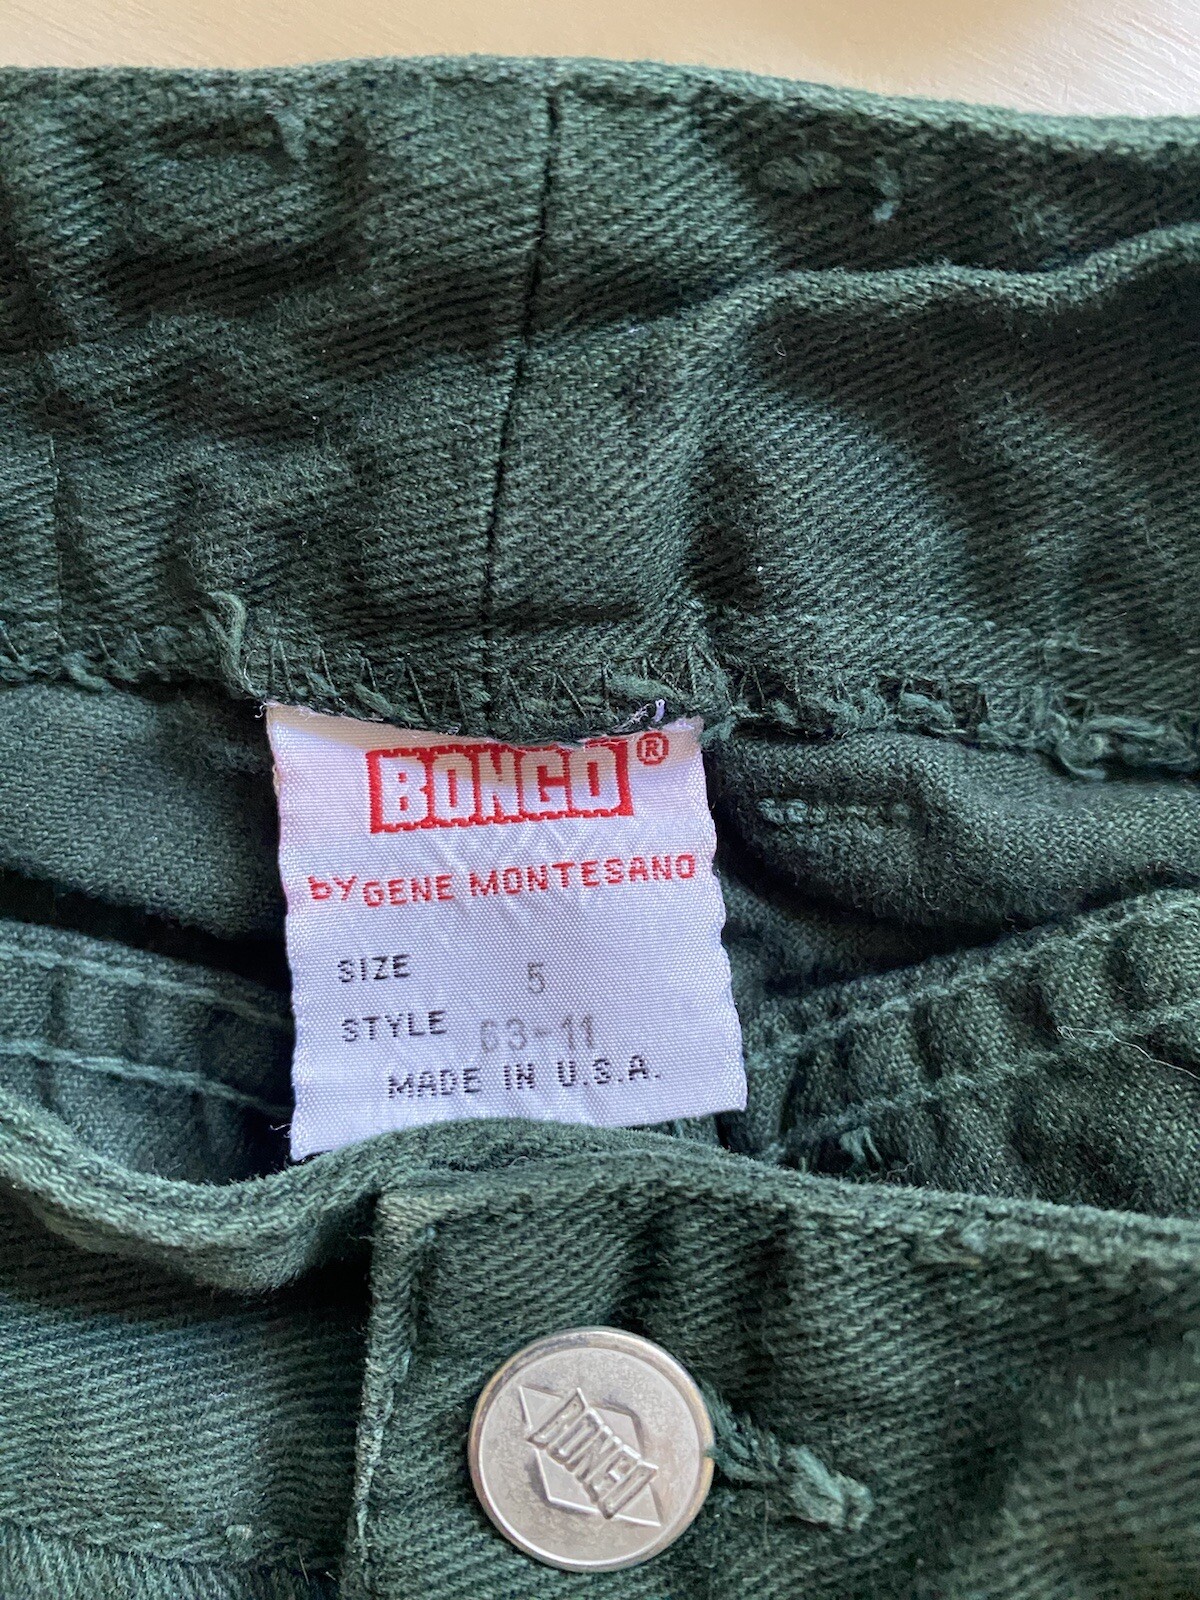 BONGO®
by GENE MONTESANO
SIZE 5
STYLE 63-11
MADE IN U.S.A.
BONGO